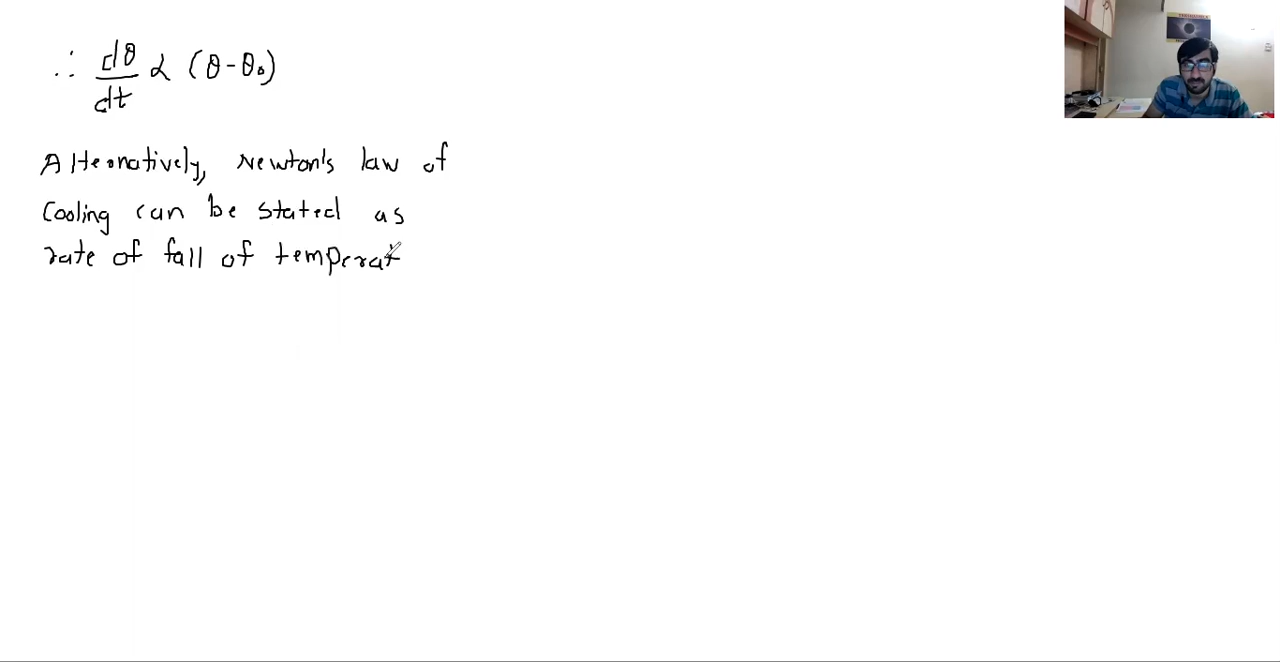 ∴ dθ/dt α (θ-θ₀)
Alternatively, Newton's law of
Cooling can be stated as
rate of fall of temperat